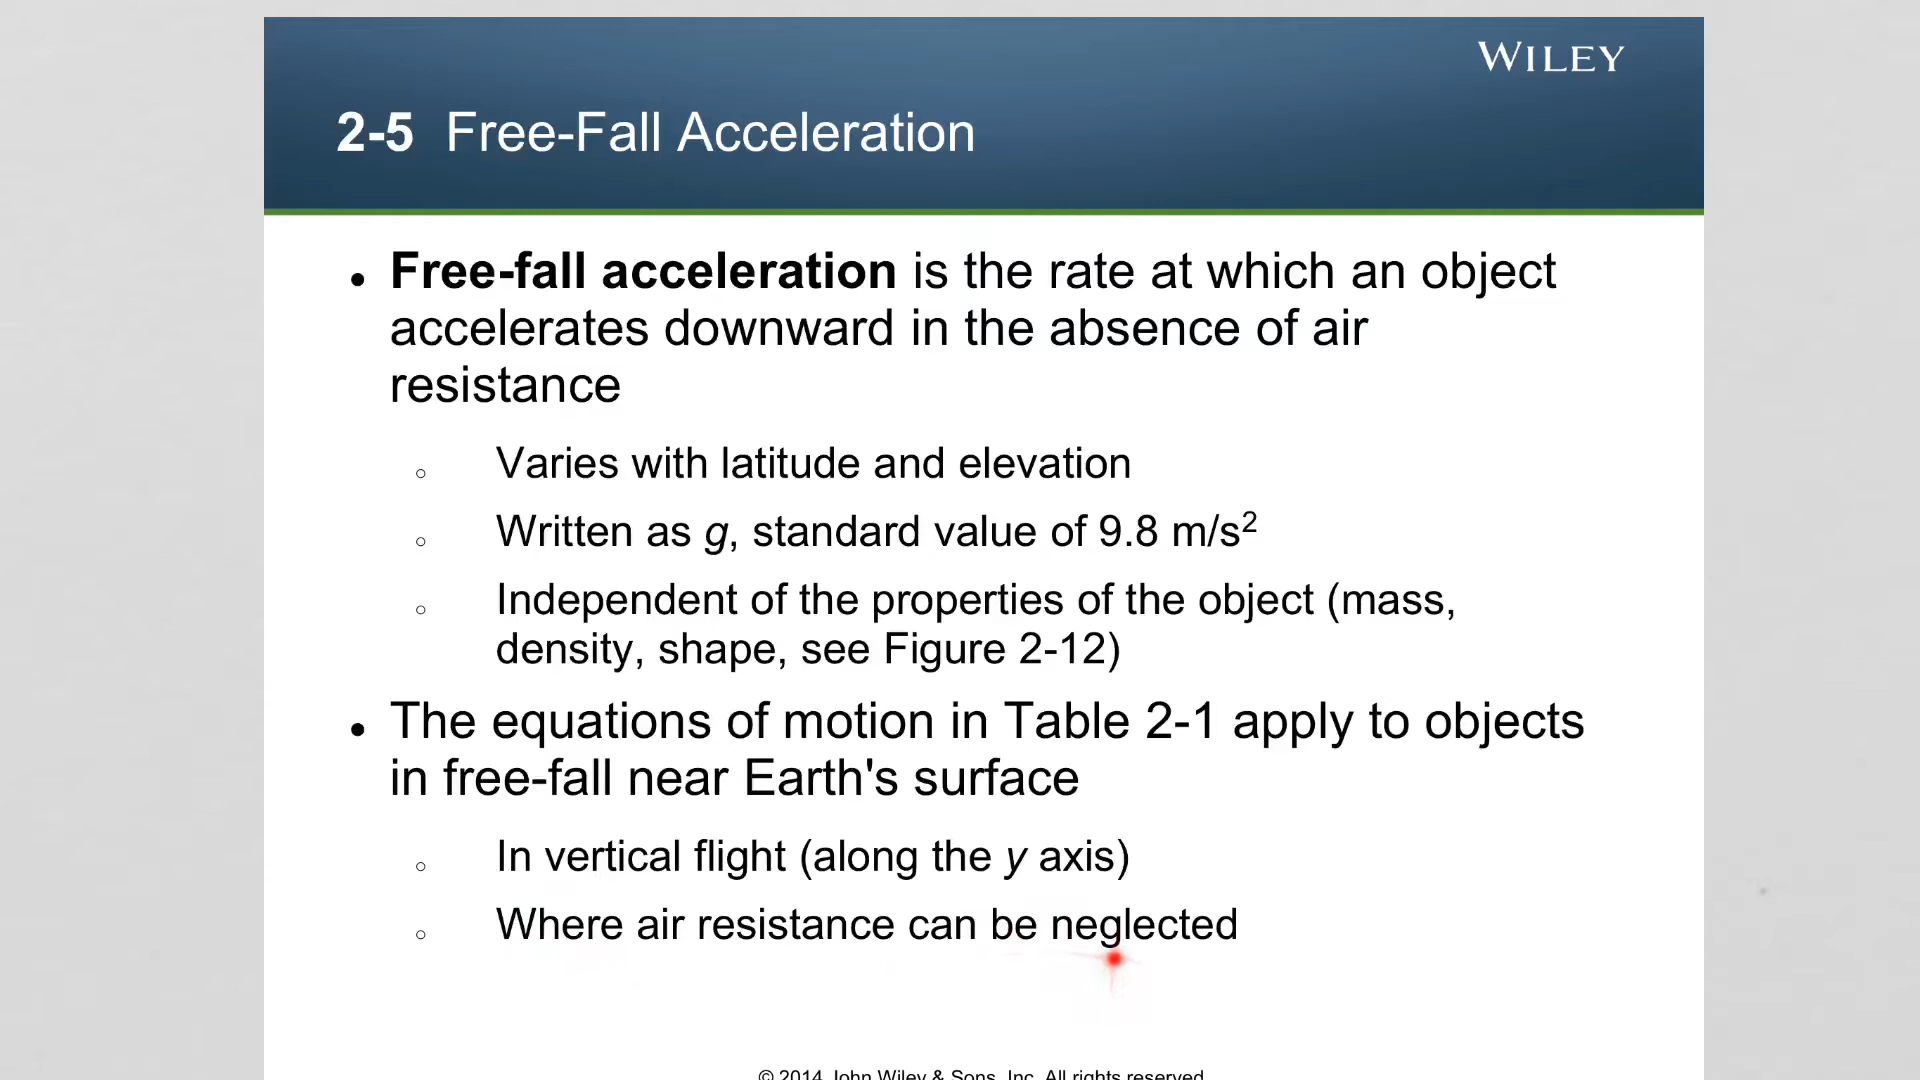 WILEY
2-5 Free-Fall Acceleration
• Free-fall acceleration is the rate at which an object
accelerates downward in the absence of air
resistance
○ Varies with latitude and elevation
○ Written as g, standard value of 9.8 m/s²
○ Independent of the properties of the object (mass,
density, shape, see Figure 2-12)
• The equations of motion in Table 2-1 apply to objects
in free-fall near Earth's surface
○ In vertical flight (along the y axis)
○ Where air resistance can be neglected
© 2014 John Wiley & Sons, Inc. All rights reserved.